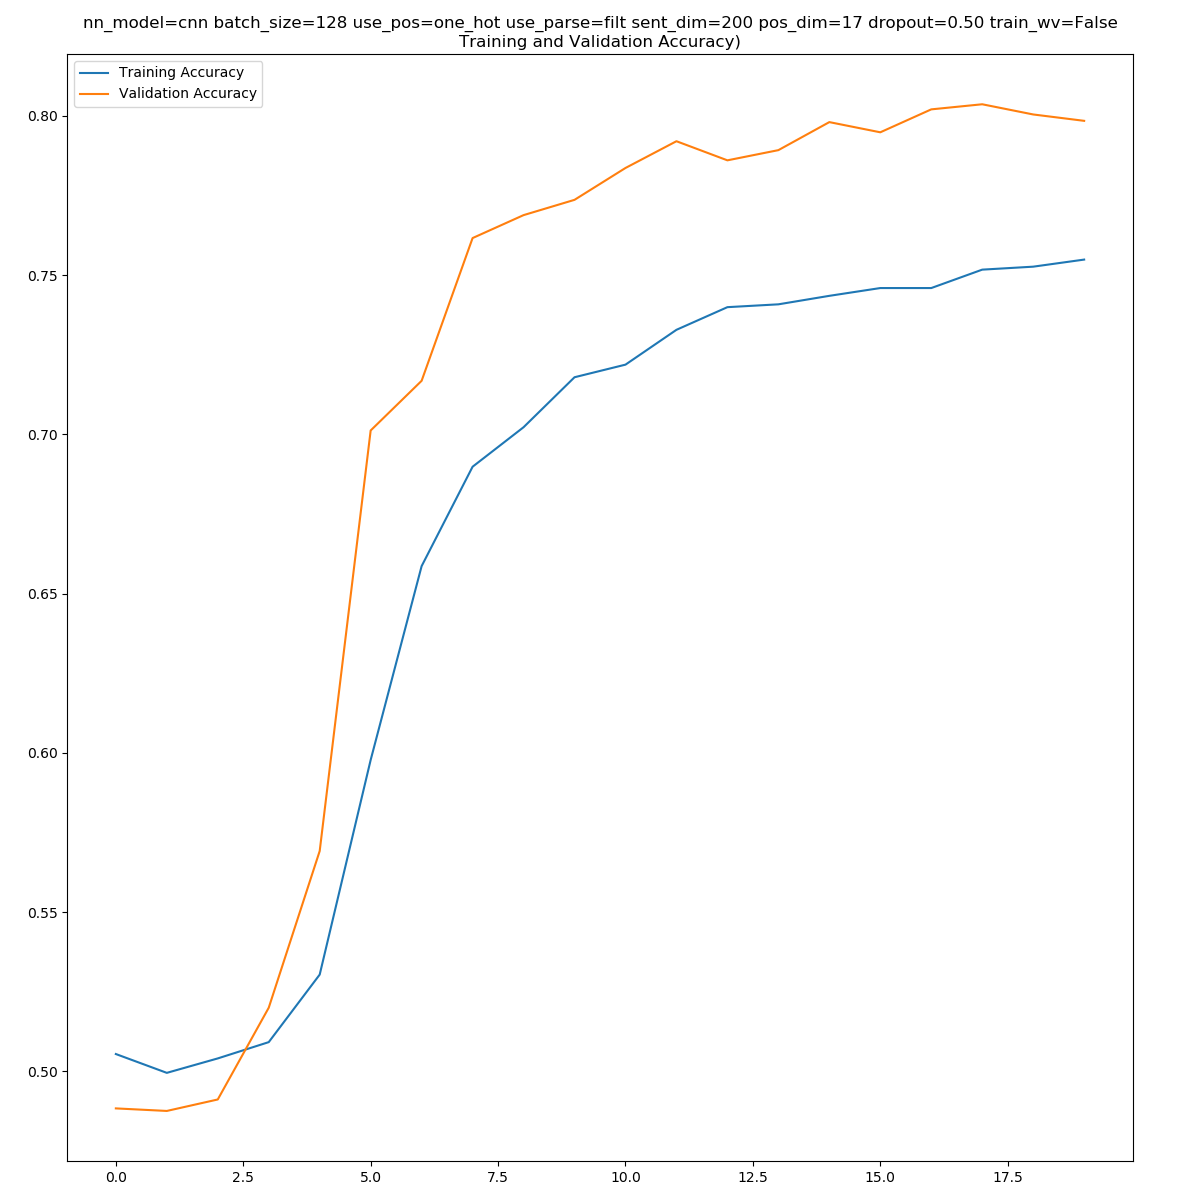 nn_model=cnn batch_size=128 use_pos=one_hot use_parse=filt sent_dim=200 pos_dim=17 dropout=0.50 train_wv=False
Training and Validation Accuracy)
Training Accuracy
Validation Accuracy
0.80
0.75
0.70
0.65
0.60
0.55
0.50
0.0 2.5 5.0 7.5 10.0 12.5 15.0 17.5